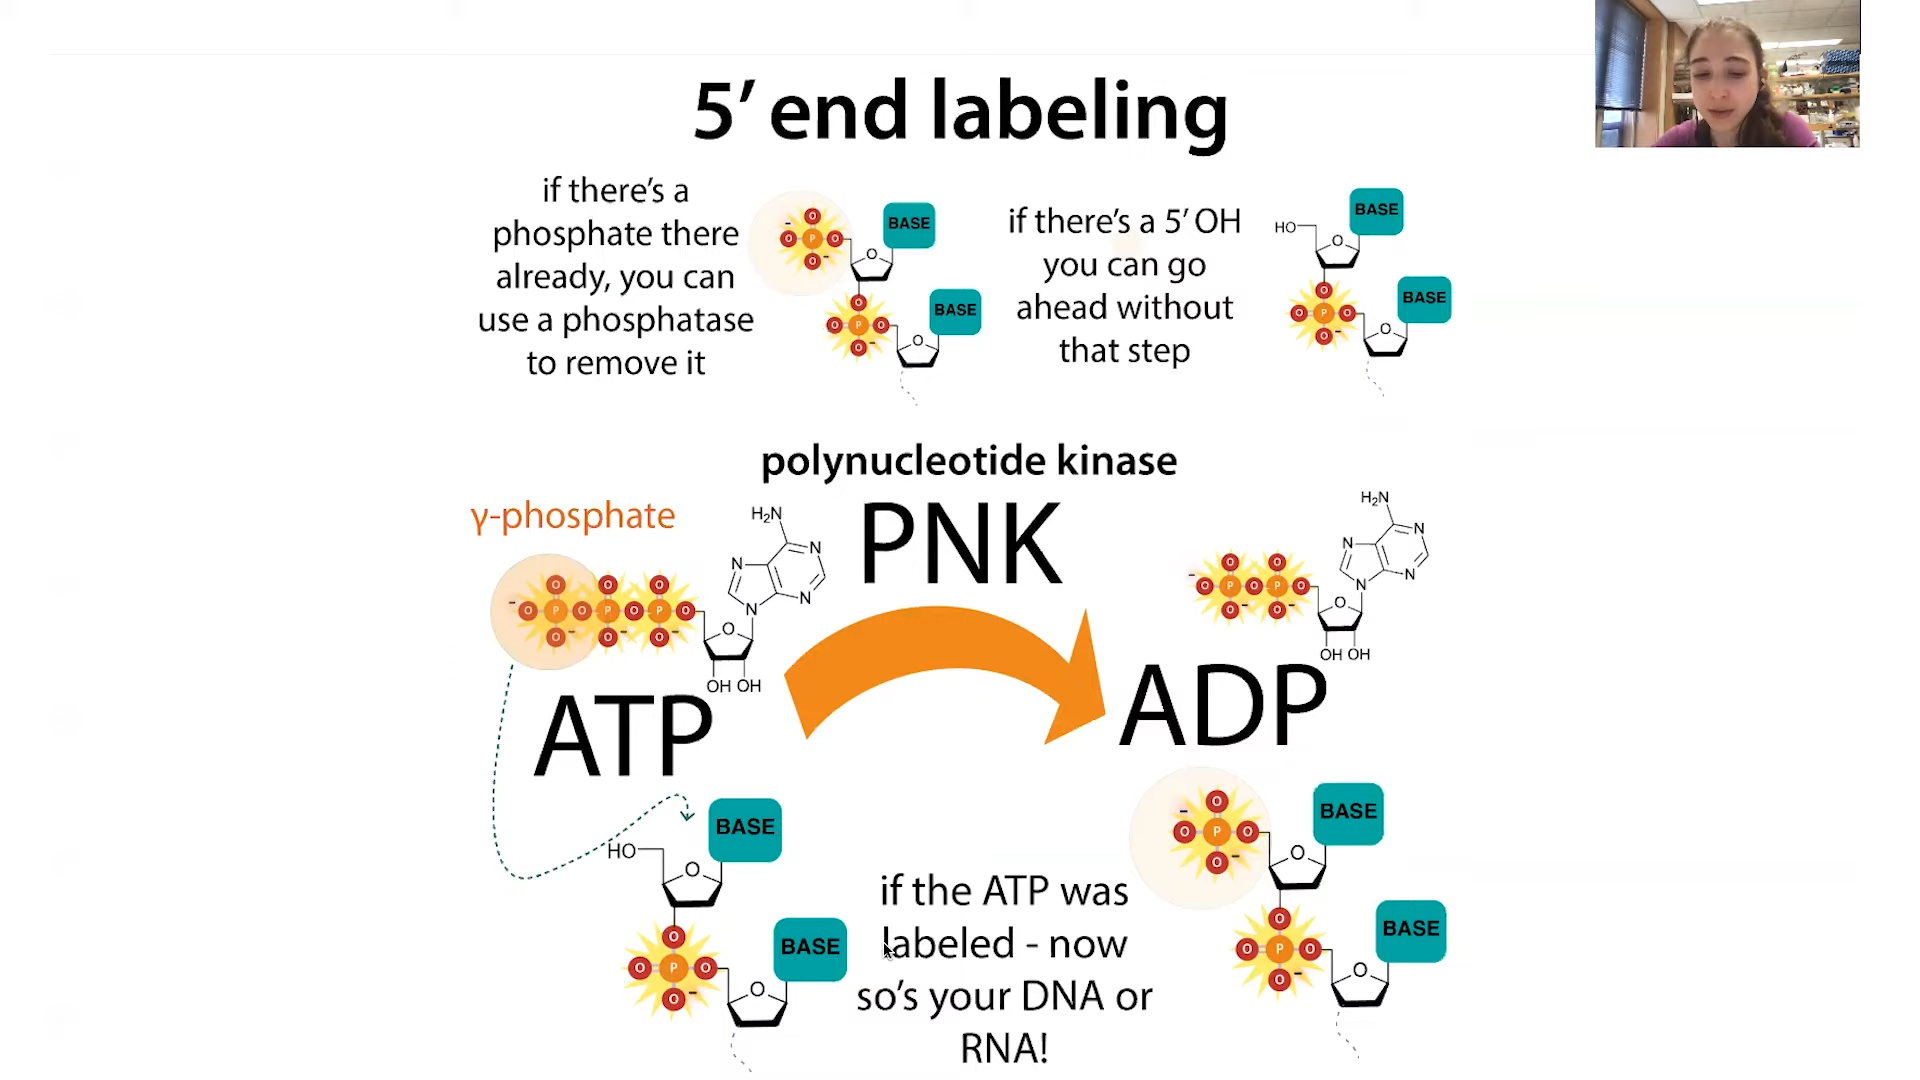 5’ end labeling
if there’s a
phosphate there
already, you can
use a phosphatase
to remove it
- O
O P O
O -
BASE
O
O
O P O
O -
BASE
O
if there’s a 5’ OH
you can go
ahead without
that step
HO
BASE
O
O
O P O
O -
BASE
O
polynucleotide kinase
PNK
γ-phosphate
H₂N
N N
N N
O O O
- O P O P O P O
O - O - O -
O
OH OH
ATP
H₂N
N N
N N
O O
- O P O P O
O - O -
O
OH OH
ADP
HO
BASE
O
O
O P O
O -
BASE
O
if the ATP was
labeled - now
so’s your DNA or
RNA!
- O
O P O
O -
BASE
O
O
O P O
O -
BASE
O